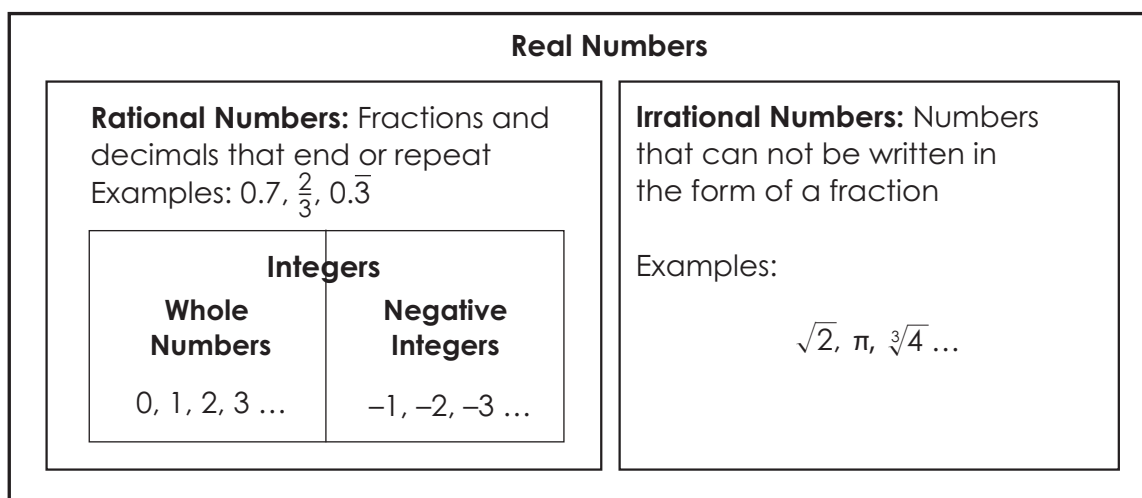 Real Numbers
Rational Numbers: Fractions and
decimals that end or repeat
Examples: 0.7, 2/3, 0.3̅
Integers
Whole
Numbers
0, 1, 2, 3 …
Negative
Integers
–1, –2, –3 …
Irrational Numbers: Numbers
that can not be written in
the form of a fraction
Examples:
√2, π, ∛4 …